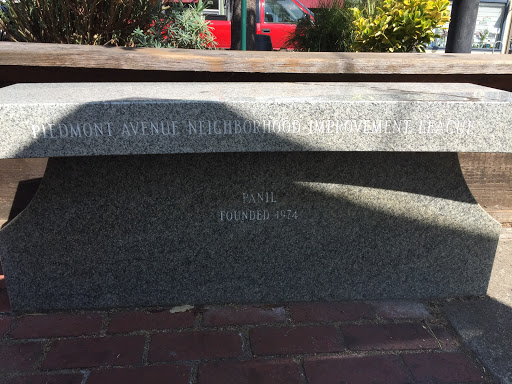 PIEDMONT AVENUE NEIGHBORHOOD IMPROVEMENT LEAGUE
PANIL
FOUNDED 1974